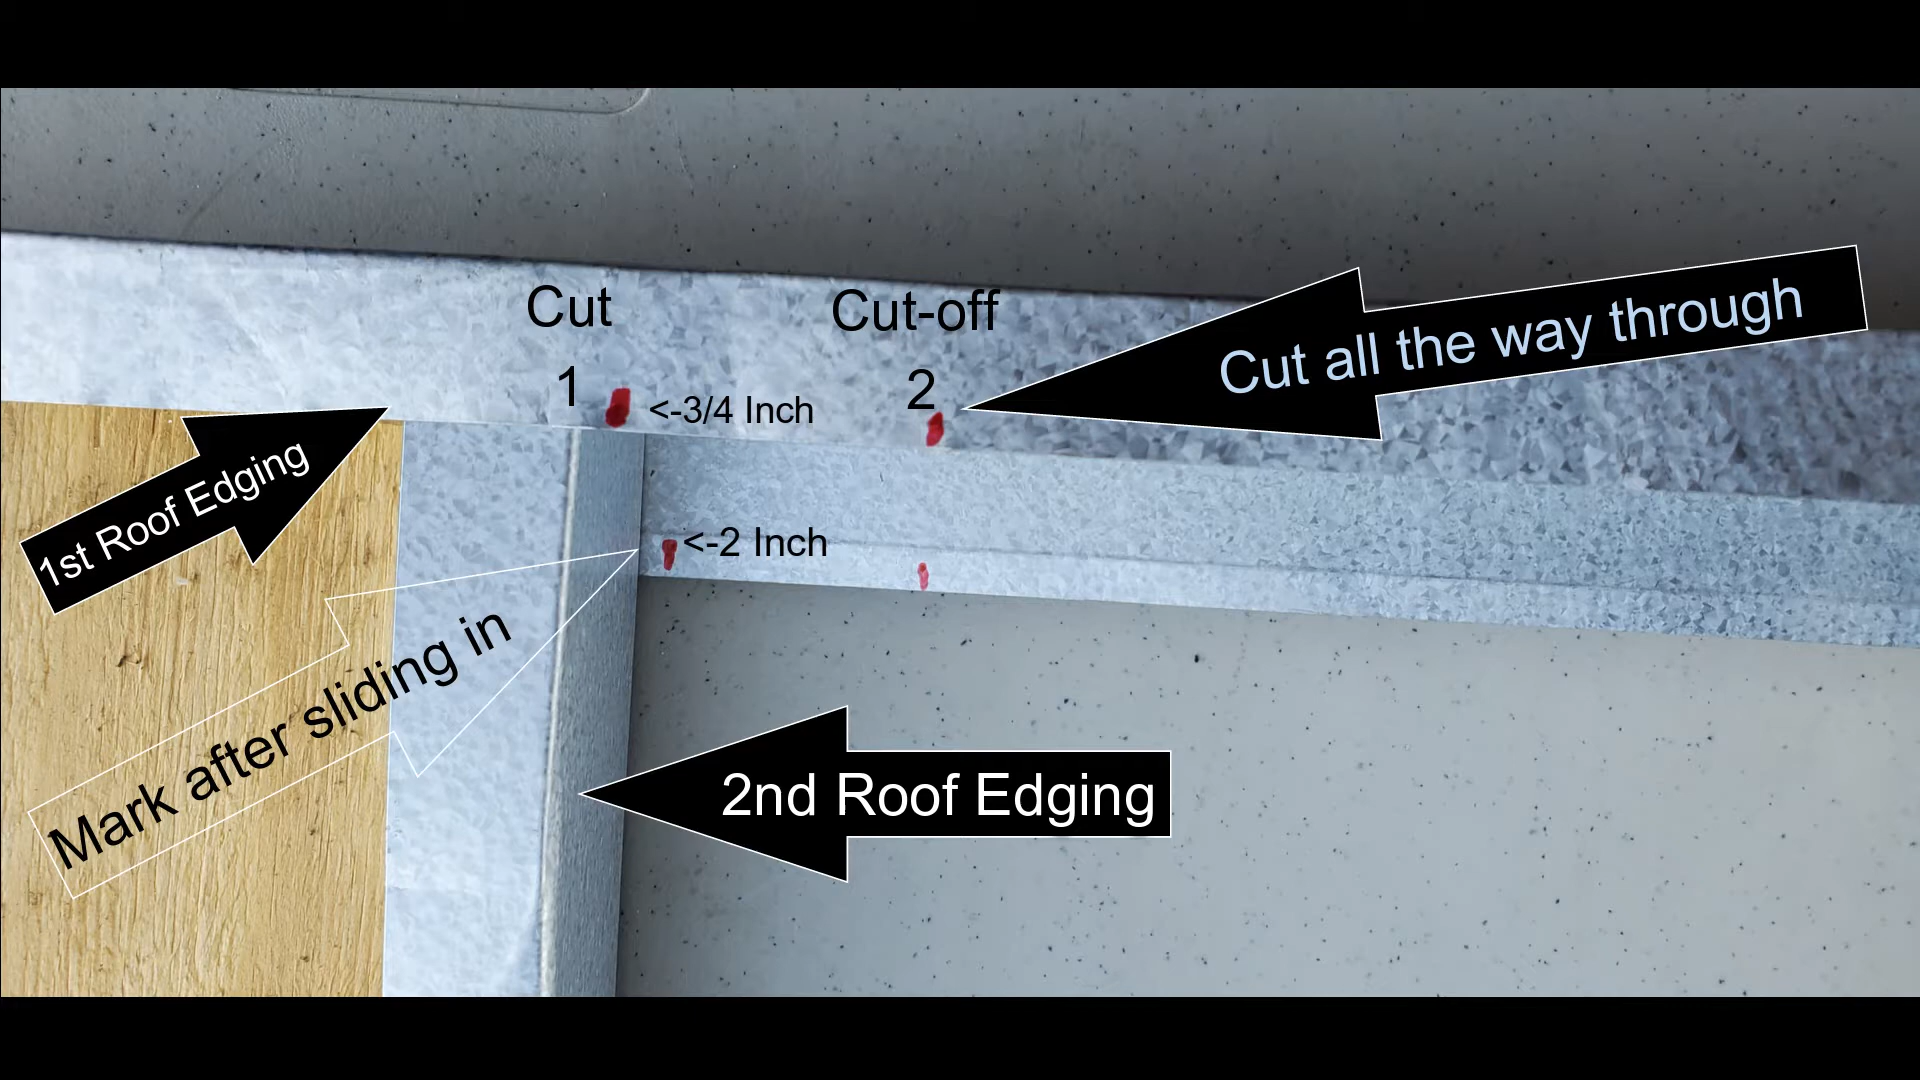 Cut
Cut-off
Cut all the way through
1
<-3/4 Inch
2
1st Roof Edging
<-2 Inch
Mark after sliding in
2nd Roof Edging